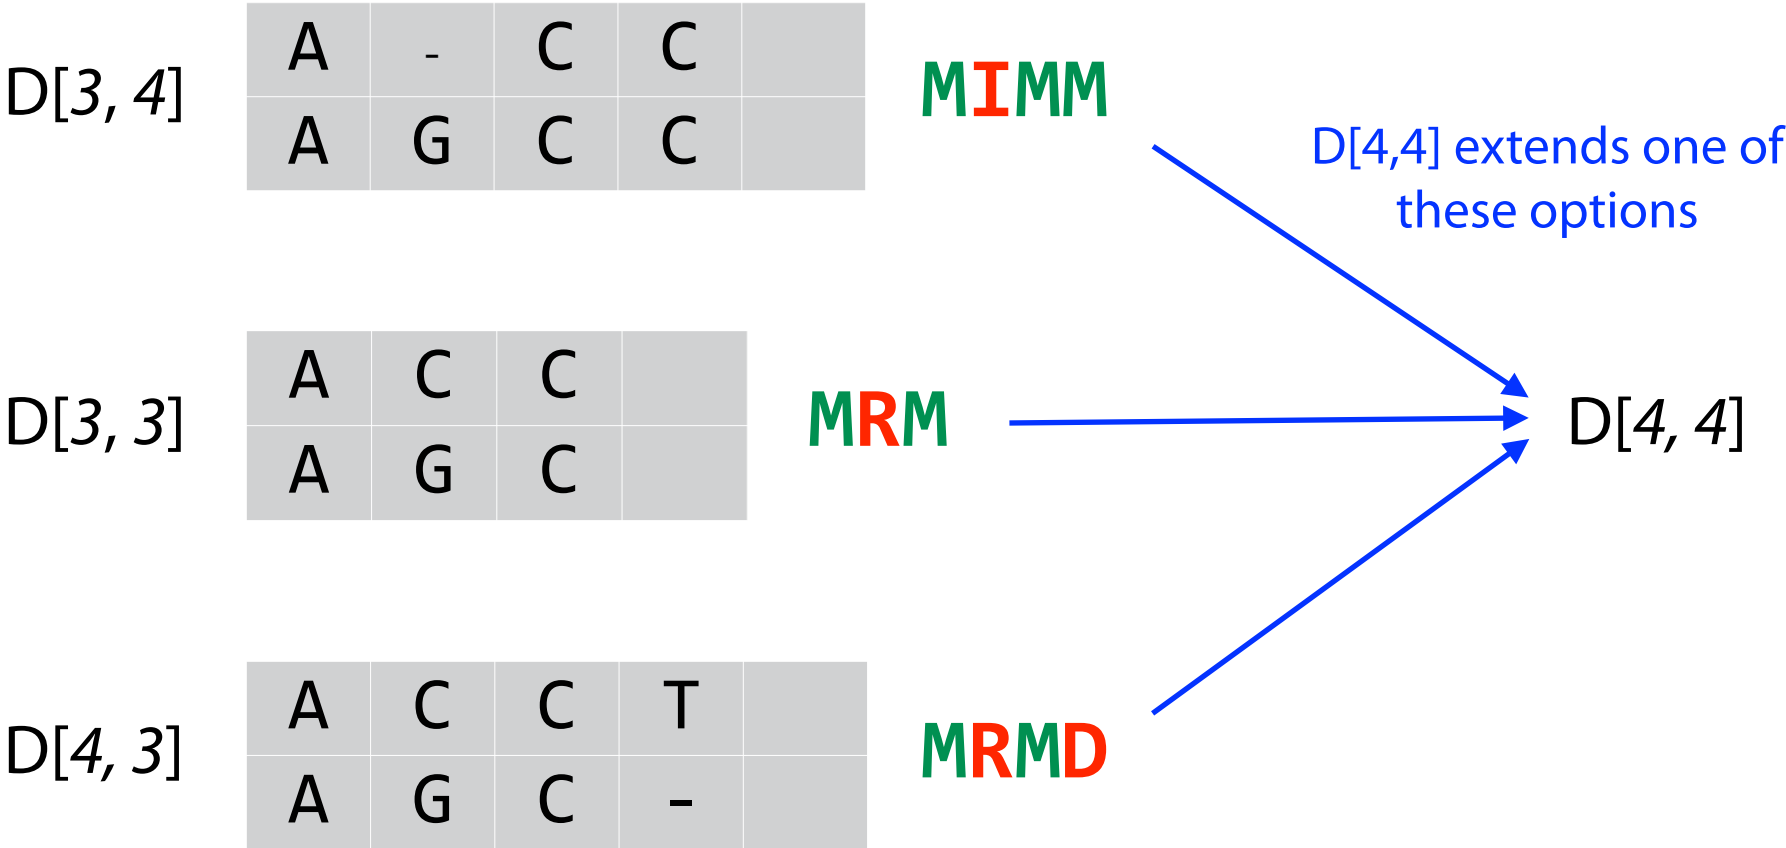 D[3, 4]
A - C C
A G C C
MIMM
D[4,4] extends one of
these options
D[3, 3]
A C C
A G C
MRM
D[4, 4]
D[4, 3]
A C C T
A G C -
MRMD